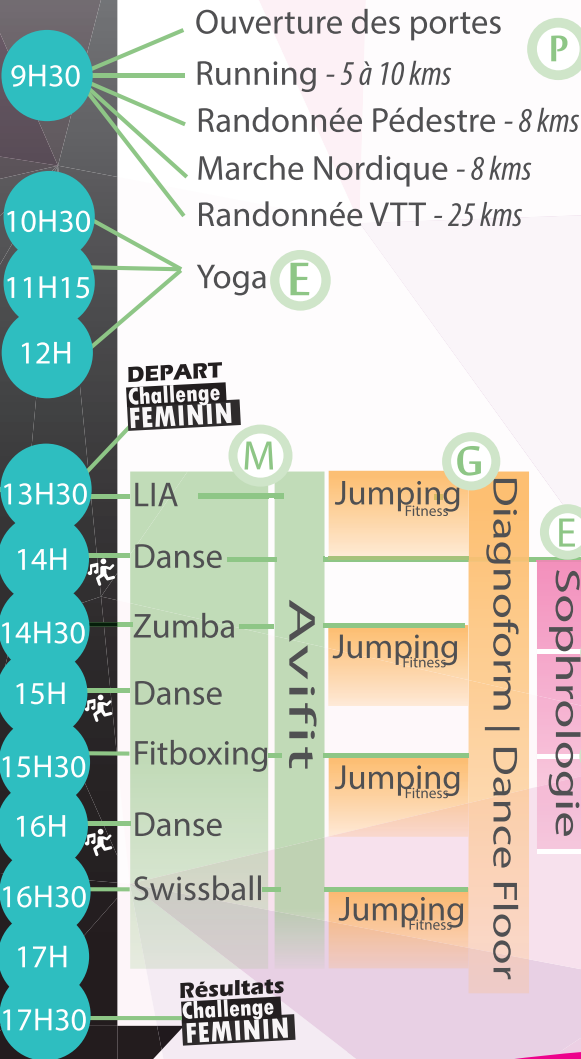 9H30
Ouverture des portes
P
Running - 5 à 10 kms
Randonnée Pédestre - 8 kms
Marche Nordique - 8 kms
Randonnée VTT - 25 kms
10H30
11H15
12H
Yoga E
DEPART
Challenge
FEMININ
M
G
13H30
LIA
Jumping
Fitness
E
14H
Danse
14H30
Zumba
Jumping
Fitness
15H
Danse
15H30
Fitboxing
Jumping
Fitness
16H
Danse
16H30
Swissball
Jumping
Fitness
Avifit
Diagnoform | Dance Floor
Sophrologie
17H
17H30
Résultats
Challenge
FEMININ